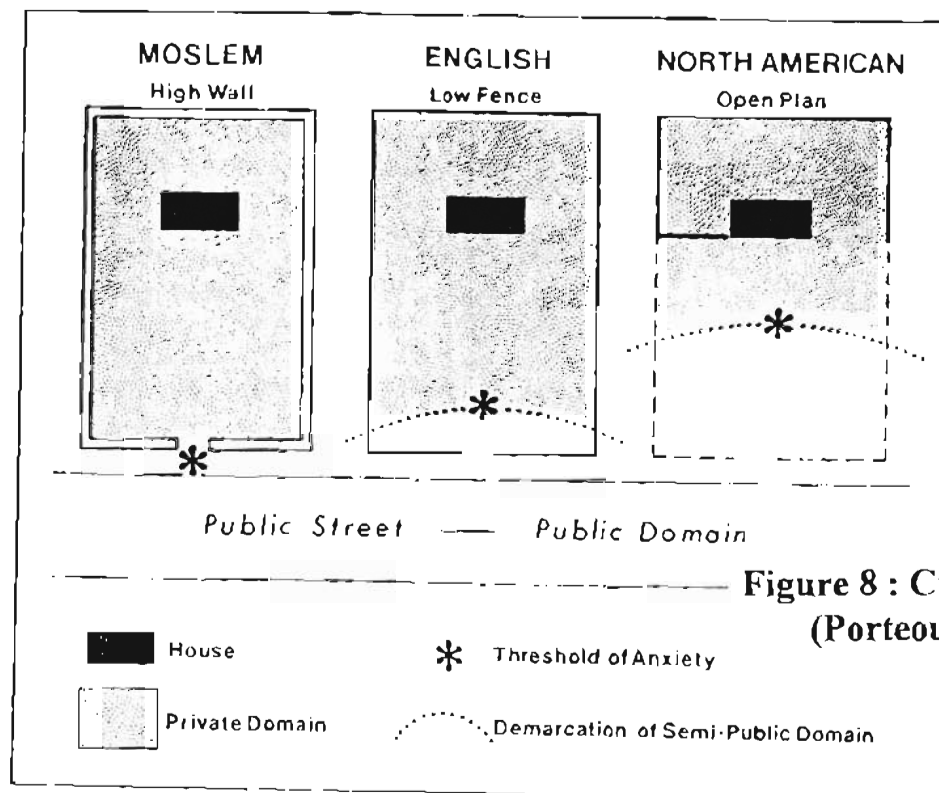 MOSLEM
High Wall
ENGLISH
Low Fence
NORTH AMERICAN
Open Plan
Public Street — Public Domain
Figure 8 : C
(Porteou
House
Threshold of Anxiety
Private Domain
Demarcation of Semi-Public Domain